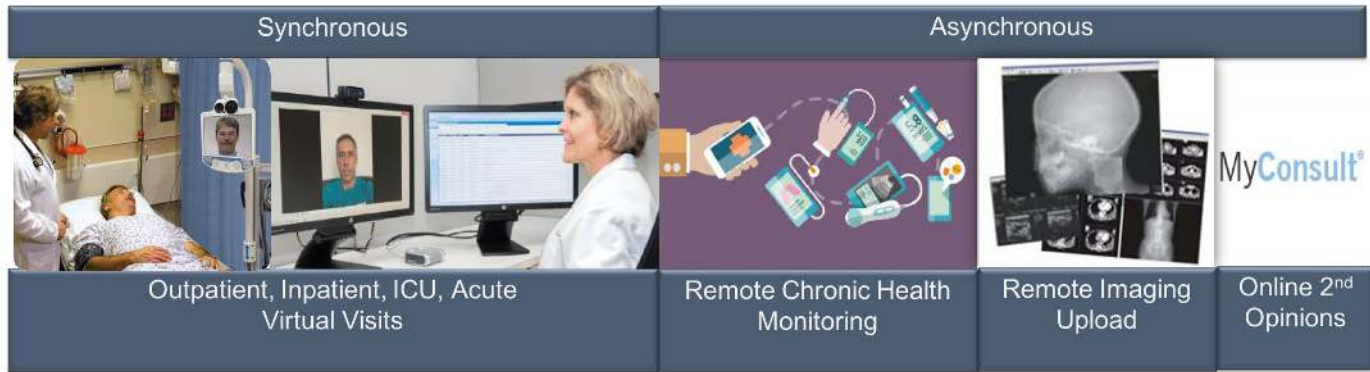 Synchronous
Asynchronous
MyConsult®
Outpatient, Inpatient, ICU, Acute
Virtual Visits
Remote Chronic Health
Monitoring
Remote Imaging
Upload
Online 2nd
Opinions